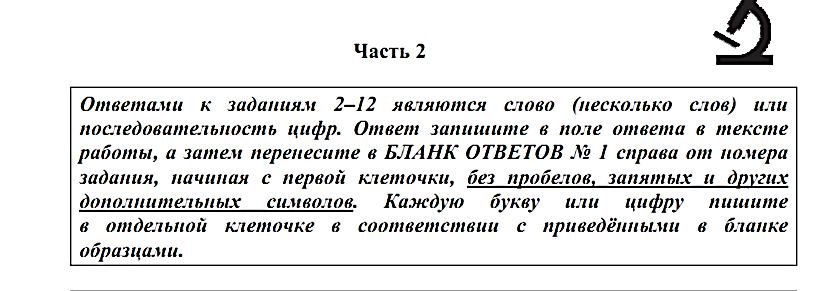 Часть 2
Ответами к заданиям 2–12 являются слово (несколько слов) или
последовательность цифр. Ответ запишите в поле ответа в тексте
работы, а затем перенесите в БЛАНК ОТВЕТОВ № 1 справа от номера
задания, начиная с первой клеточки, без пробелов, запятых и других
дополнительных символов. Каждую букву или цифру пишите
в отдельной клеточке в соответствии с приведёнными в бланке
образцами.